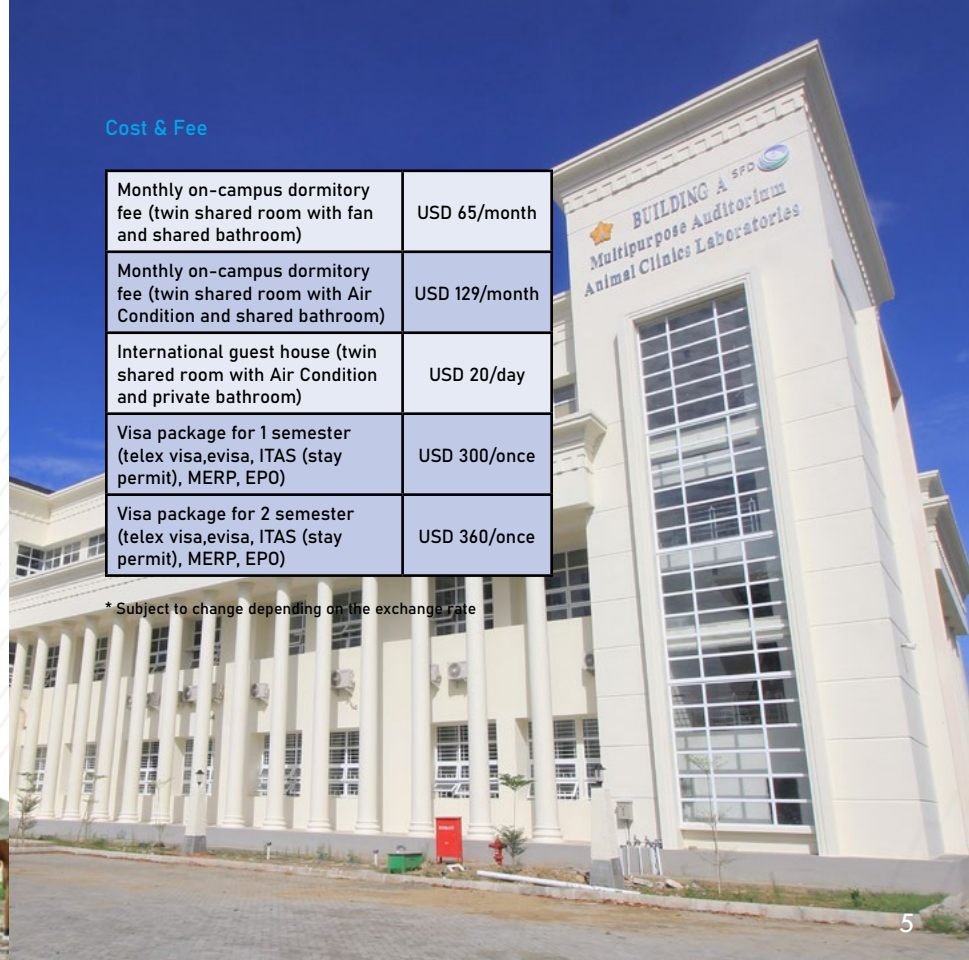 Cost & Fee
Monthly on-campus dormitory
fee (twin shared room with fan
and shared bathroom)
USD 65/month
Monthly on-campus dormitory
fee (twin shared room with Air
Condition and shared bathroom)
USD 129/month
International guest house (twin
shared room with Air Condition
and private bathroom)
USD 20/day
Visa package for 1 semester
(telex visa,evisa, ITAS (stay
permit), MERP, EPO)
USD 300/once
Visa package for 2 semester
(telex visa,evisa, ITAS (stay
permit), MERP, EPO)
USD 360/once
* Subject to change depending on the exchange rate
BUILDING A SFD
Multipurpose Auditorium
Animal Clinics Laboratories
5